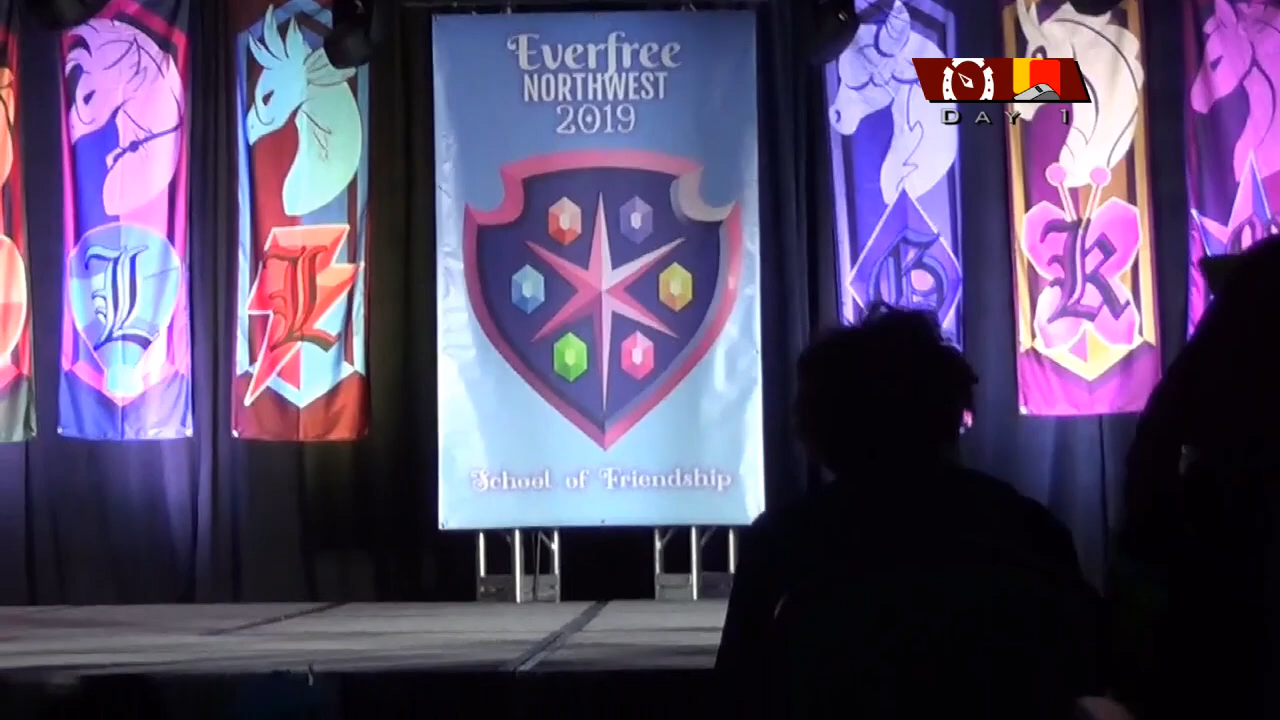 Everfree
NORTHWEST
2019
DAY 1
L
L
G
K
School of Friendship